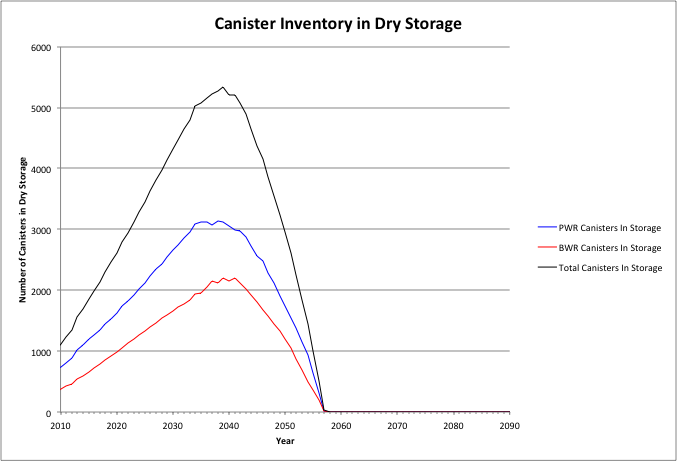 Canister Inventory in Dry Storage
6000
5000
4000
3000
2000
1000
0
Number of Canisters in Dry Storage
2010 2020 2030 2040 2050 2060 2070 2080 2090
Year
PWR Canisters In Storage
BWR Canisters In Storage
Total Canisters In Storage